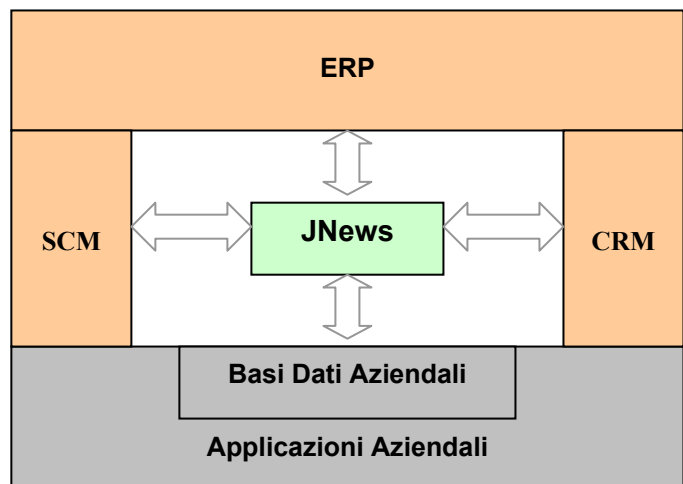 ERP
SCM
JNews
CRM
Basi Dati Aziendali
Applicazioni Aziendali